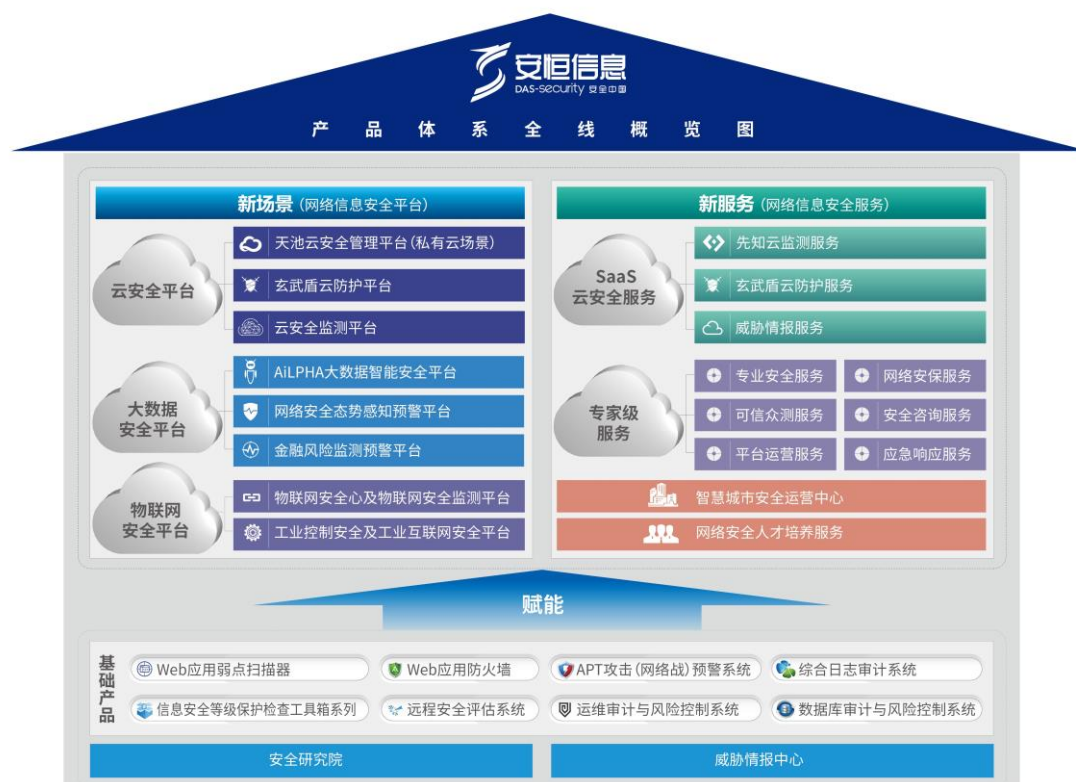 安恒信息
DAS-security 安全中国
产品体系全线概览图
新场景(网络信息安全平台)
云安全平台
天池云安全管理平台(私有云场景)
玄武盾云防护平台
云安全监测平台
大数据
安全平台
AiLPHA大数据智能安全平台
网络安全态势感知预警平台
金融风险监测预警平台
物联网
安全平台
物联网安全心及物联网安全监测平台
工业控制安全及工业互联网安全平台
新服务(网络信息安全服务)
SaaS
云安全服务
先知云监测服务
玄武盾云防护服务
威胁情报服务
专家级
服务
专业安全服务
网络安保服务
可信众测服务
安全咨询服务
平台运营服务
应急响应服务
智慧城市安全运营中心
网络安全人才培养服务
赋能
基础产品
Web应用弱点扫描器
Web应用防火墙
APT攻击(网络战)预警系统
综合日志审计系统
信息安全等级保护检查工具箱系列
远程安全评估系统
运维审计与风险控制系统
数据库审计与风险控制系统
安全研究院
威胁情报中心